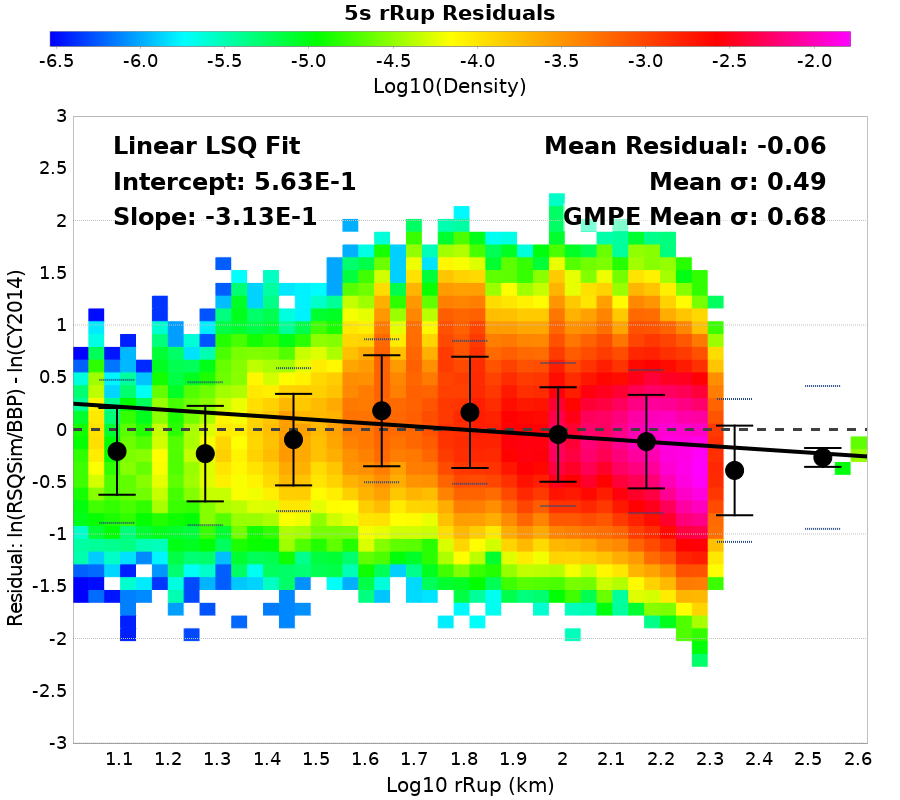 5s rRup Residuals
-6.5 -6.0 -5.5 -5.0 -4.5 -4.0 -3.5 -3.0 -2.5 -2.0
Log10(Density)
Linear LSQ Fit
Intercept: 5.63E-1
Slope: -3.13E-1
Mean Residual: -0.06
Mean σ: 0.49
GMPE Mean σ: 0.68
Residual: ln(RSQSim/BBP) - ln(CY2014)
3
2.5
2
1.5
1
0.5
0
-0.5
-1
-1.5
-2
-2.5
-3
1.1 1.2 1.3 1.4 1.5 1.6 1.7 1.8 1.9 2 2.1 2.2 2.3 2.4 2.5 2.6
Log10 rRup (km)